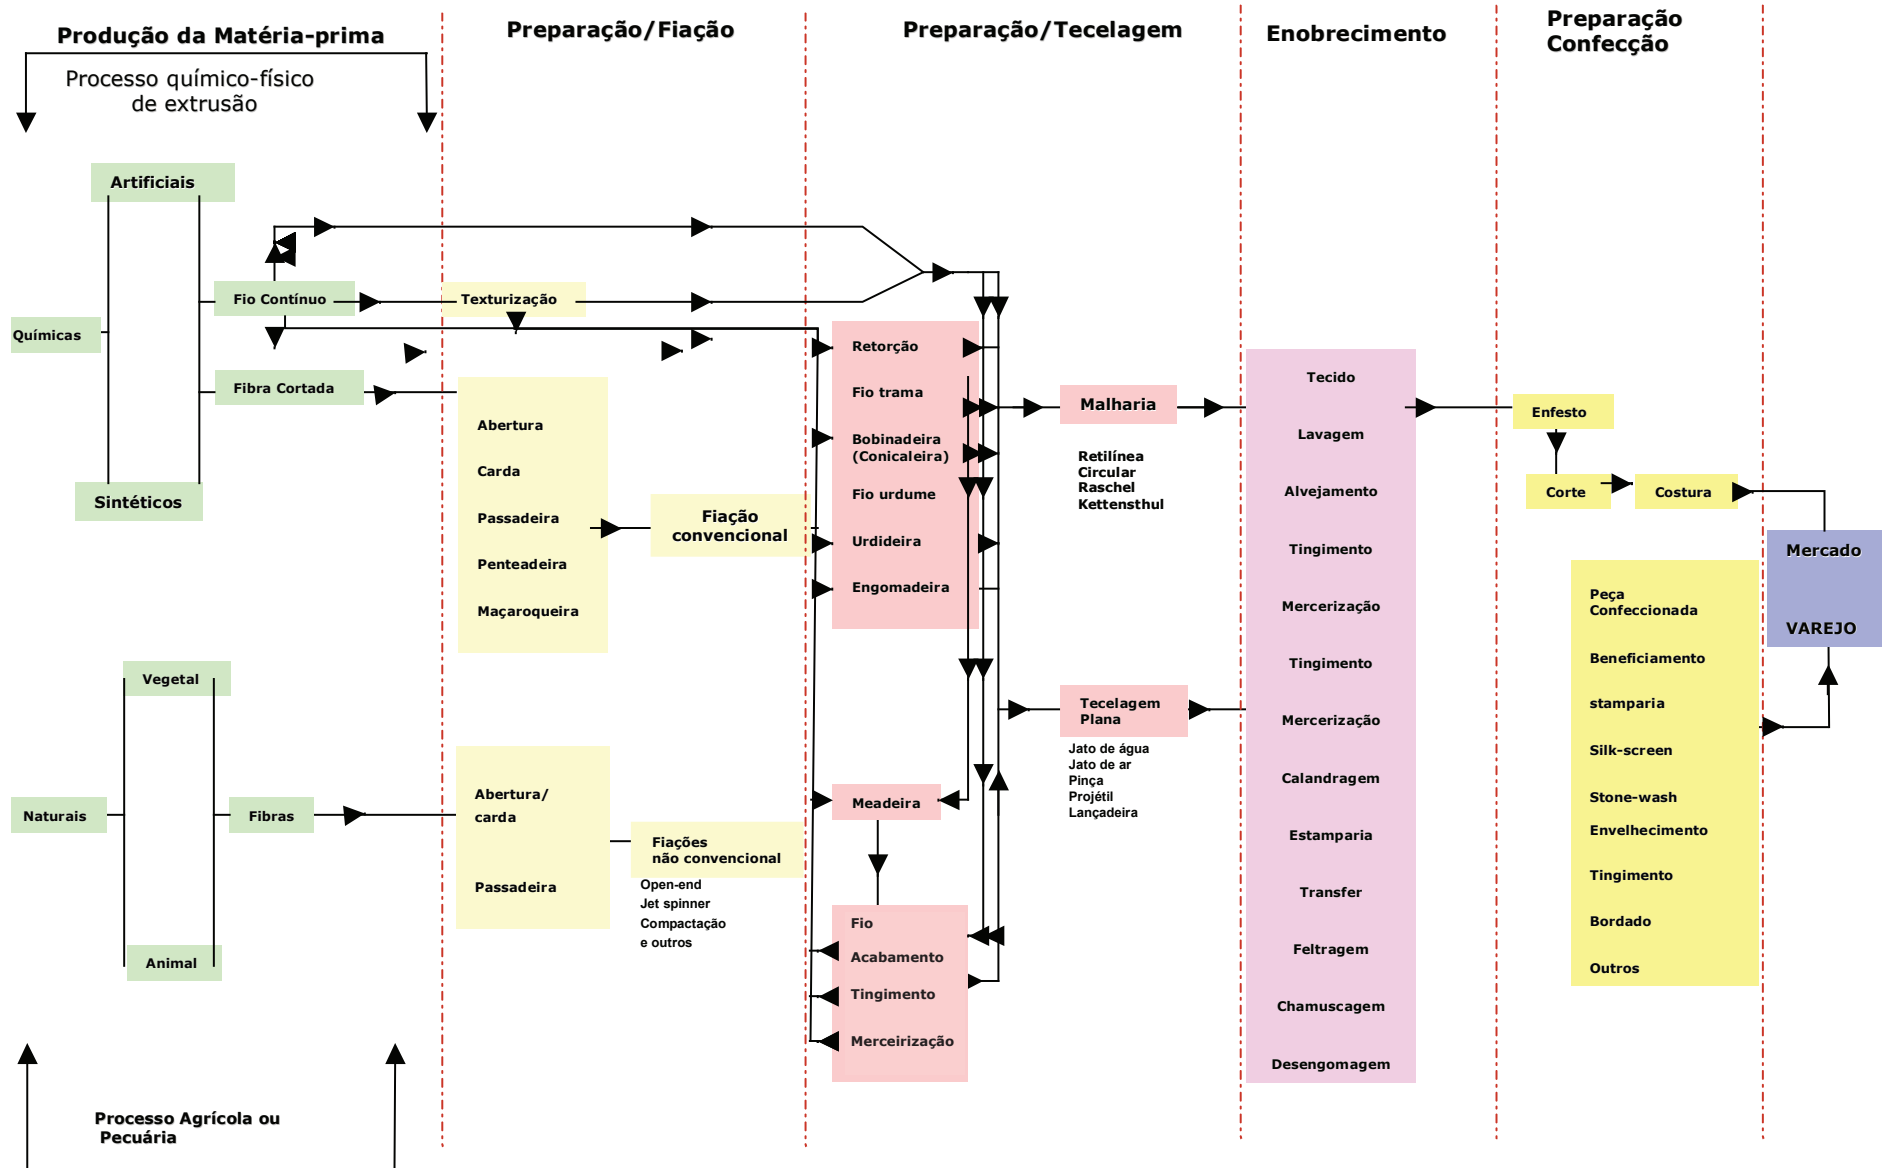 Produção da Matéria-prima
Processo químico-físico
de extrusão
Artificiais
Fio Contínuo
Químicas
Fibra Cortada
Sintéticos
Vegetal
Naturais
Fibras
Animal
Processo Agrícola ou
Pecuária
Preparação/Fiação
Texturização
Abertura
Carda
Passadeira
Penteadeira
Maçaroqueira
Fiação
convencional
Abertura/
carda
Passadeira
Fiações
não convencional
Open-end
Jet spinner
Compactação
e outros
Preparação/Tecelagem
Retorção
Fio trama
Bobinadeira
(Conicaleira)
Fio urdume
Urdideira
Engomadeira
Meadeira
Fio
Acabamento
Tingimento
Merceirização
Malharia
Retilínea
Circular
Raschel
Kettensthul
Tecelagem
Plana
Jato de água
Jato de ar
Pinça
Projétil
Lançadeira
Enobrecimento
Tecido
Lavagem
Alvejamento
Tingimento
Mercerização
Tingimento
Mercerização
Calandragem
Estamparia
Transfer
Feltragem
Chamuscagem
Desengomagem
Preparação
Confecção
Enfesto
Corte
Costura
Peça
Confeccionada
Beneficiamento
stamparia
Silk-screen
Stone-wash
Envelhecimento
Tingimento
Bordado
Outros
Mercado
VAREJO